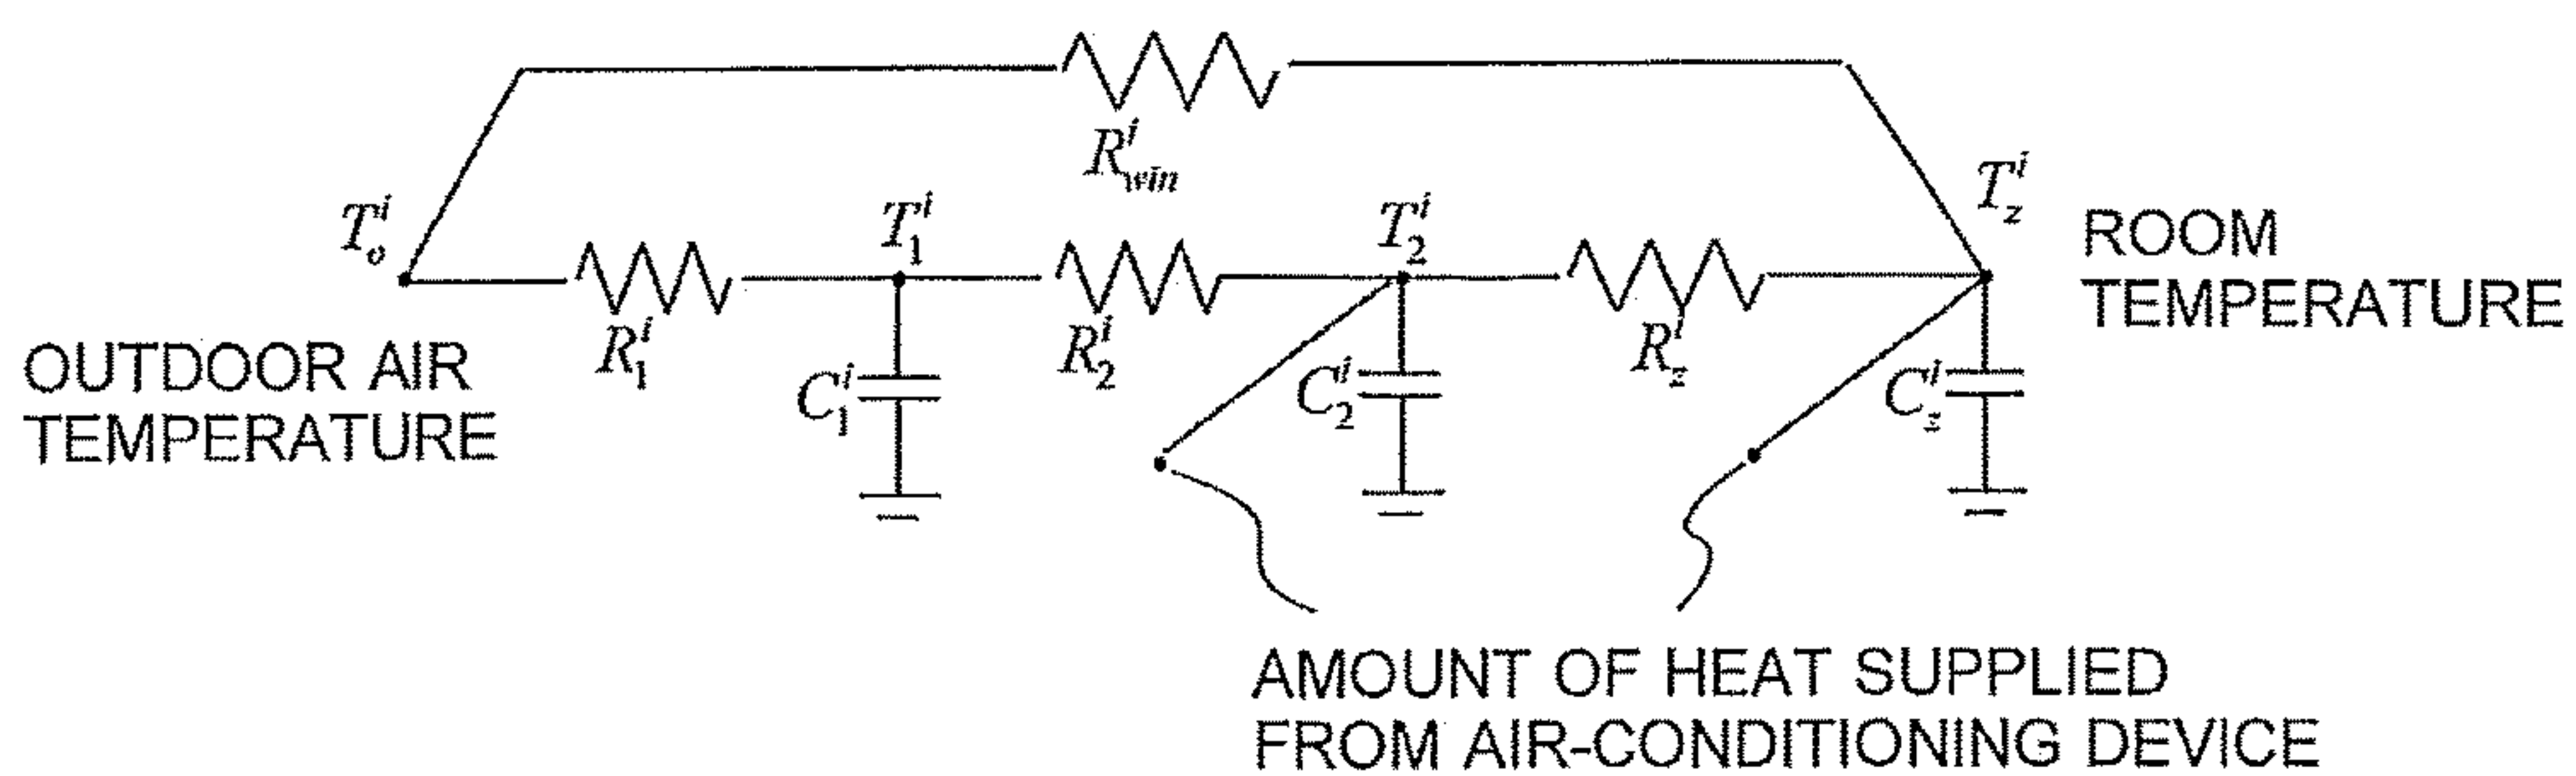 R^i_win
T^i_o
T^i_1
T^i_2
T^i_z
ROOM
TEMPERATURE
R^i_1
R^i_2
R^i_z
OUTDOOR AIR
TEMPERATURE
C^i_1
C^i_2
C^i_z
AMOUNT OF HEAT SUPPLIED
FROM AIR-CONDITIONING DEVICE